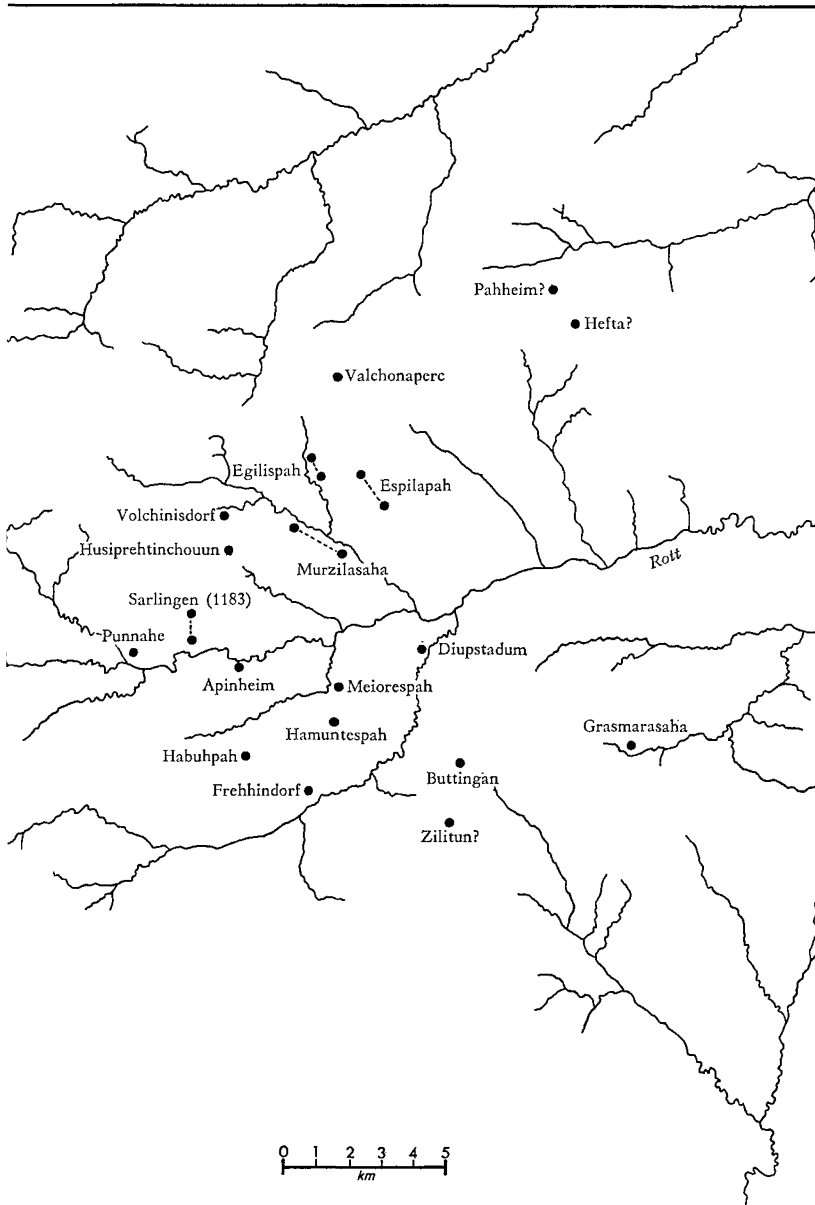 Pahheim?
Hefta?
Valchonaperc
Egilispah
Espilapah
Volchinisdorf
Husiprehtinchouun
Murzilasaha
Rott
Sarlingen (1183)
Punnahe
Diupstadum
Apinheim
Meiorespah
Hamuntespah
Grasmarasaha
Habuhpah
Buttingan
Frehhindorf
Zilitun?
0 1 2 3 4 5
km